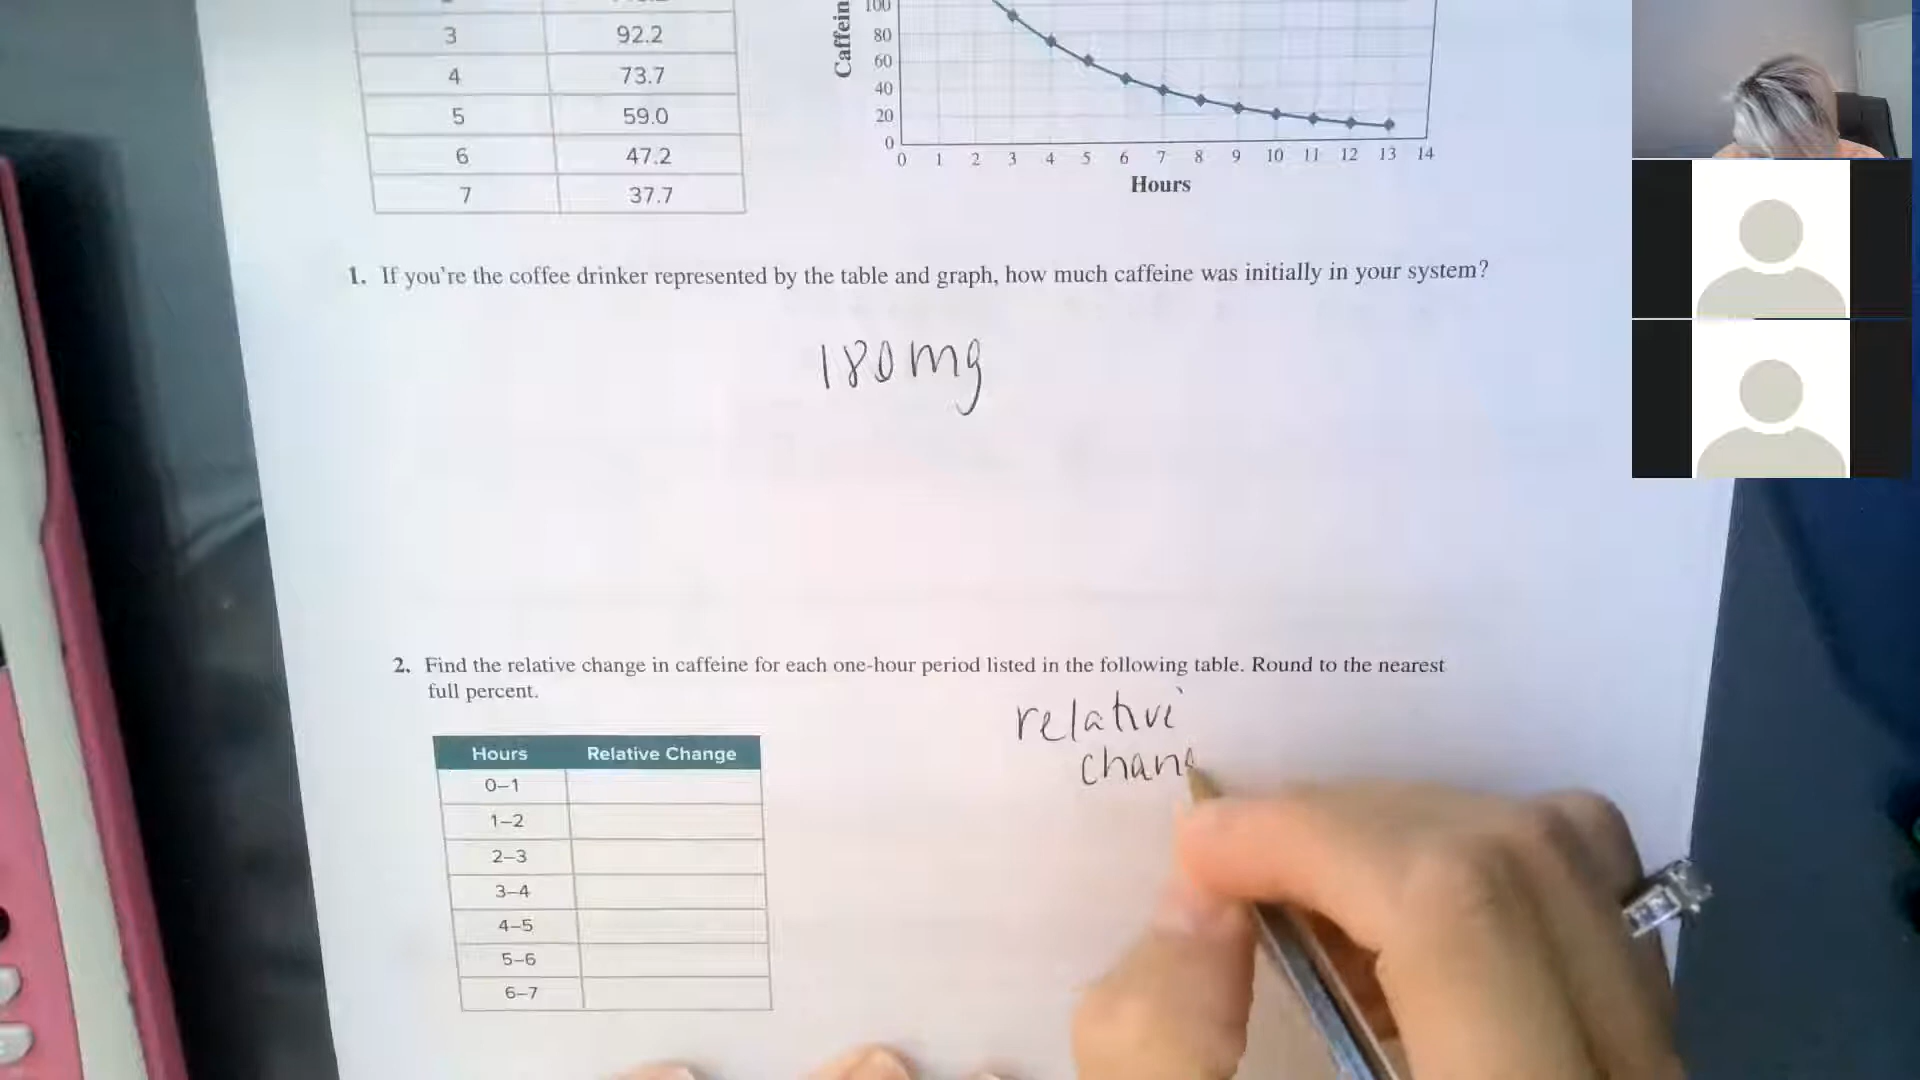 3 92.2
4 73.7
5 59.0
6 47.2
7 37.7
100
80
60
40
20
0
0 1 2 3 4 5 6 7 8 9 10 11 12 13 14
Hours
1. If you're the coffee drinker represented by the table and graph, how much caffeine was initially in your system?
180 mg
2. Find the relative change in caffeine for each one-hour period listed in the following table. Round to the nearest
full percent.
relative
chang
Hours Relative Change
0–1
1–2
2–3
3–4
4–5
5–6
6–7